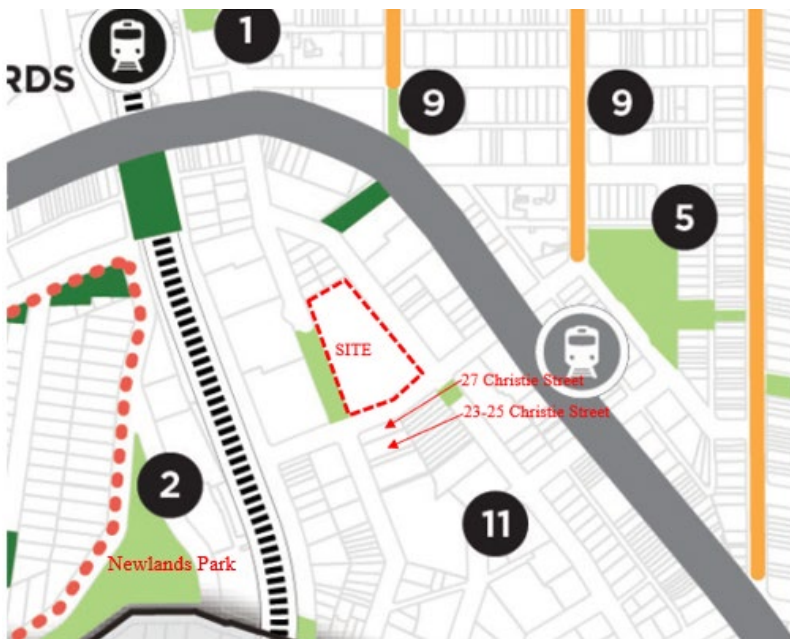 1
RDS
9
9
5
SITE
27 Christie Street
23-25 Christie Street
2
11
Newlands Park